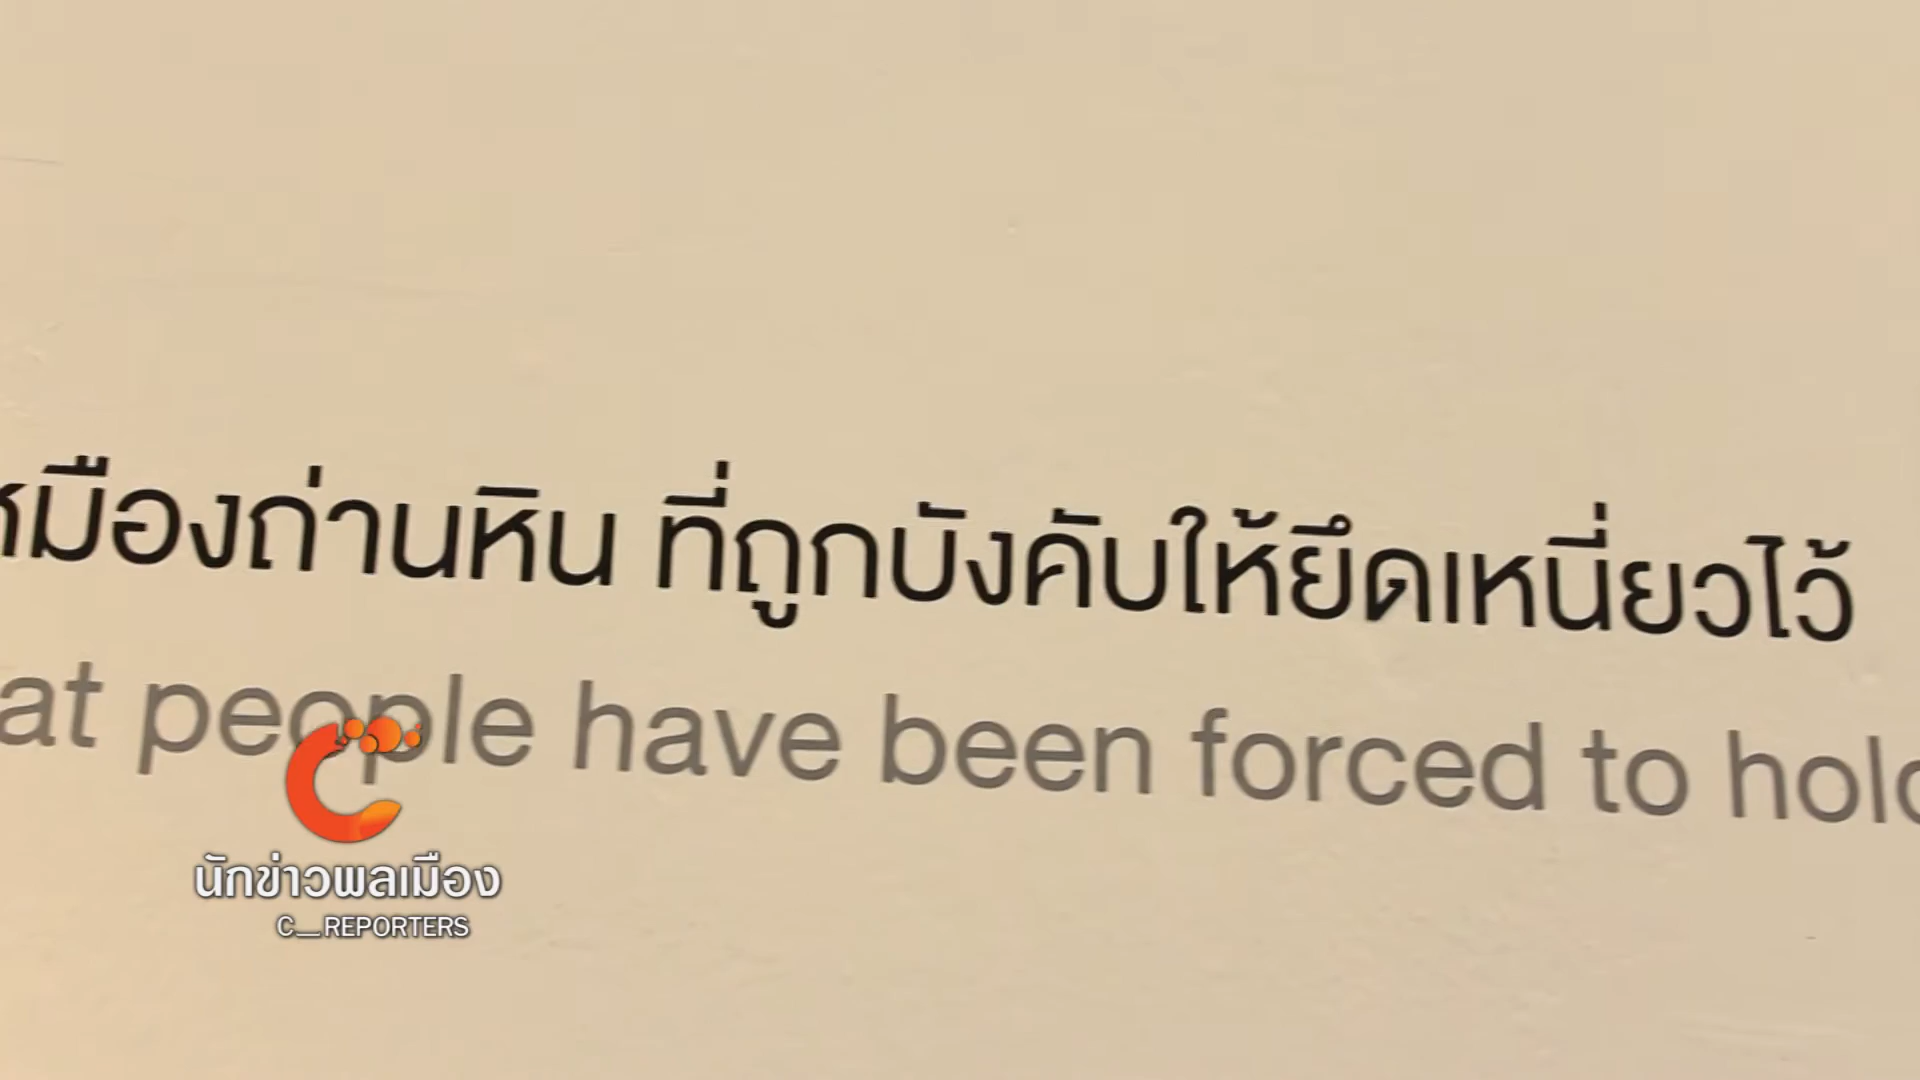 หมืองถ่านหิน ที่ถูกบังคับให้ยึดเหนี่ยวไว้
at people have been forced to hold
นักข่าวพลเมือง
C_REPORTERS